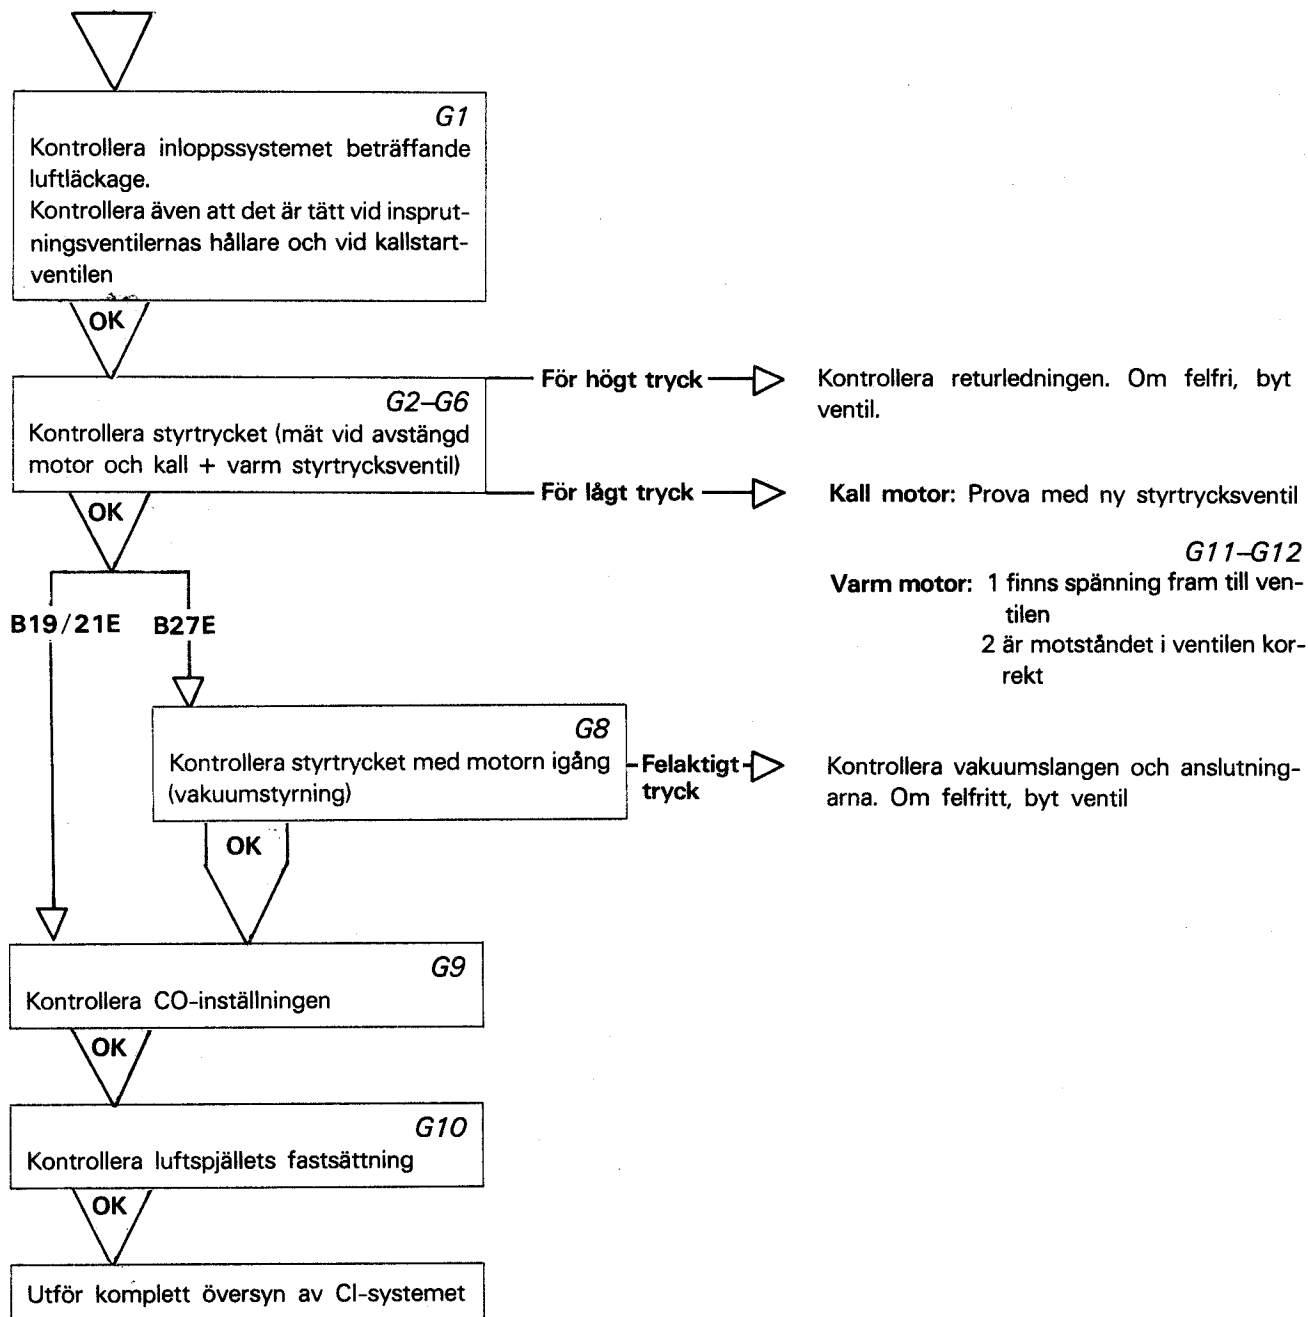 G1
Kontrollera inloppssystemet beträffande
luftläckage.
Kontrollera även att det är tätt vid insprut-
ningsventilernas hållare och vid kallstart-
ventilen
OK
G2–G6
Kontrollera styrtrycket (mät vid avstängd
motor och kall + varm styrtrycksventil)
För högt tryck
Kontrollera returledningen. Om felfri, byt
ventil.
För lågt tryck
Kall motor: Prova med ny styrtrycksventil
G11–G12
Varm motor: 1 finns spänning fram till ven-
tilen
2 är motståndet i ventilen kor-
rekt
OK
B19/21E B27E
G8
Kontrollera styrtrycket med motorn igång
(vakuumstyrning)
Felaktigt
tryck
Kontrollera vakuumslangen och anslutning-
arna. Om felfritt, byt ventil
OK
G9
Kontrollera CO-inställningen
OK
G10
Kontrollera luftspjällets fastsättning
OK
Utför komplett översyn av CI-systemet